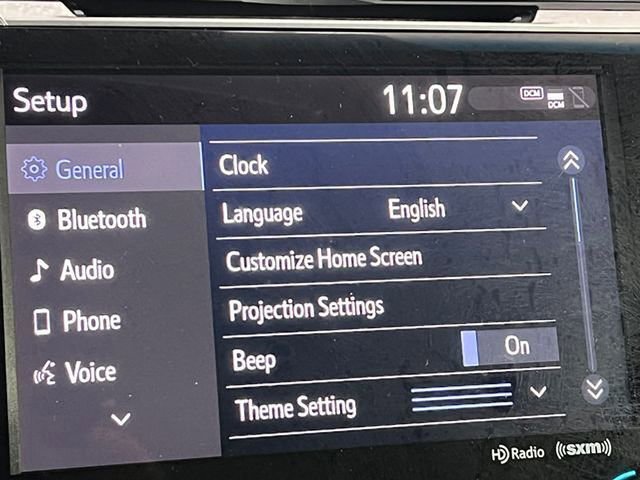 Setup
11:07
DCM
DCM
General
Bluetooth
Audio
Phone
Voice
Clock
Language English
Customize Home Screen
Projection Settings
Beep On
Theme Setting
HD Radio
((sxm))